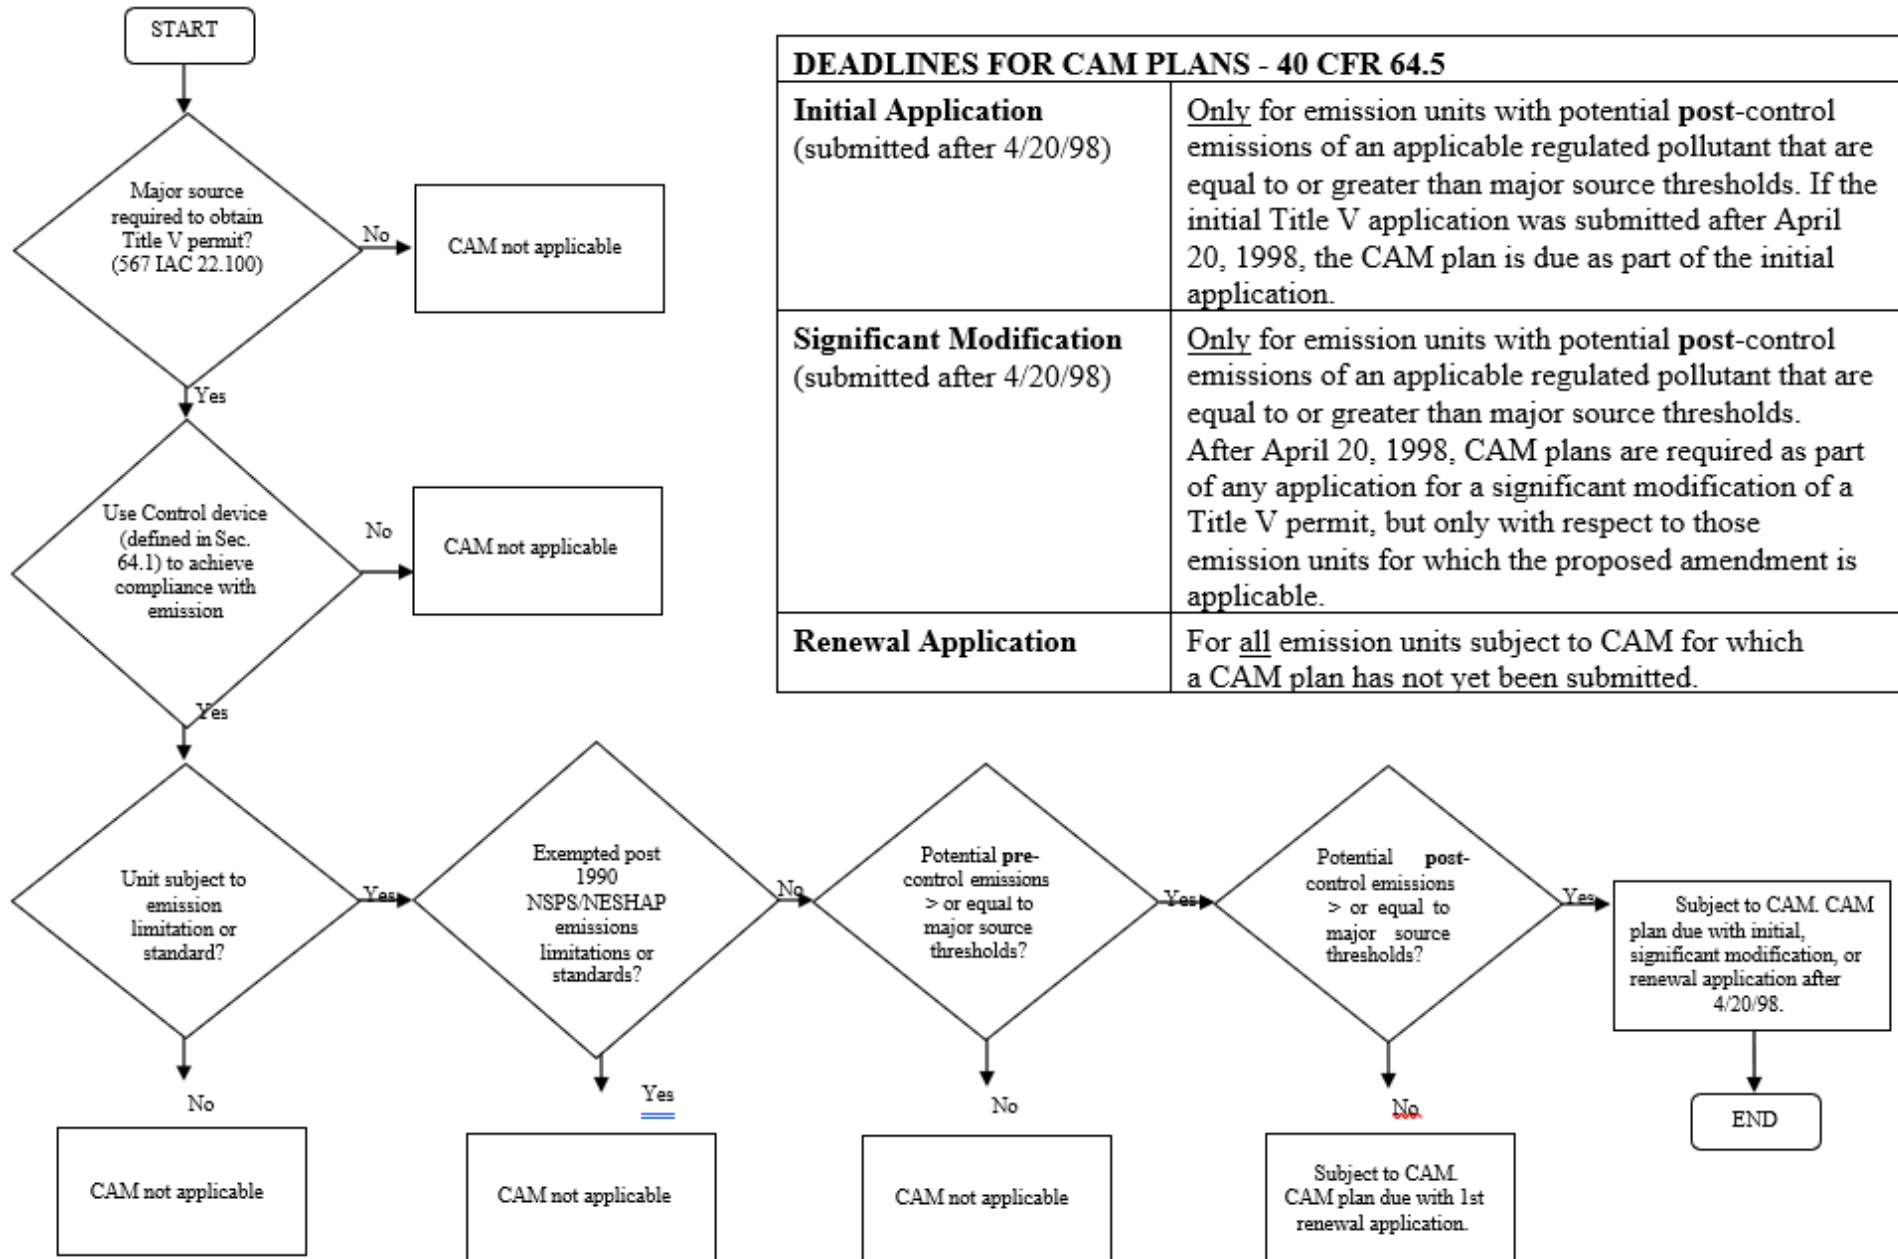 START
DEADLINES FOR CAM PLANS - 40 CFR 64.5
Initial Application
(submitted after 4/20/98)
Only for emission units with potential post-control
emissions of an applicable regulated pollutant that are
equal to or greater than major source thresholds. If the
initial Title V application was submitted after April
20, 1998, the CAM plan is due as part of the initial
application.
Significant Modification
(submitted after 4/20/98)
Only for emission units with potential post-control
emissions of an applicable regulated pollutant that are
equal to or greater than major source thresholds.
After April 20, 1998, CAM plans are required as part
of any application for a significant modification of a
Title V permit, but only with respect to those
emission units for which the proposed amendment is
applicable.
Renewal Application
For all emission units subject to CAM for which
a CAM plan has not yet been submitted.
Major source
required to obtain
Title V permit?
(567 IAC 22.100)
No
CAM not applicable
Yes
Use Control device
(defined in Sec.
64.1) to achieve
compliance with
emission
No
CAM not applicable
Yes
Unit subject to
emission
limitation or
standard?
Yes
Exempted post
1990
NSPS/NESHAP
emissions
limitations or
standards?
No
Potential pre-
control emissions
> or equal to
major source
thresholds?
Yes
Potential post-
control emissions
> or equal to
major source
thresholds?
Yes
Subject to CAM. CAM
plan due with initial,
significant modification, or
renewal application after
4/20/98.
No
Yes
No
No
END
CAM not applicable
CAM not applicable
CAM not applicable
Subject to CAM.
CAM plan due with 1st
renewal application.